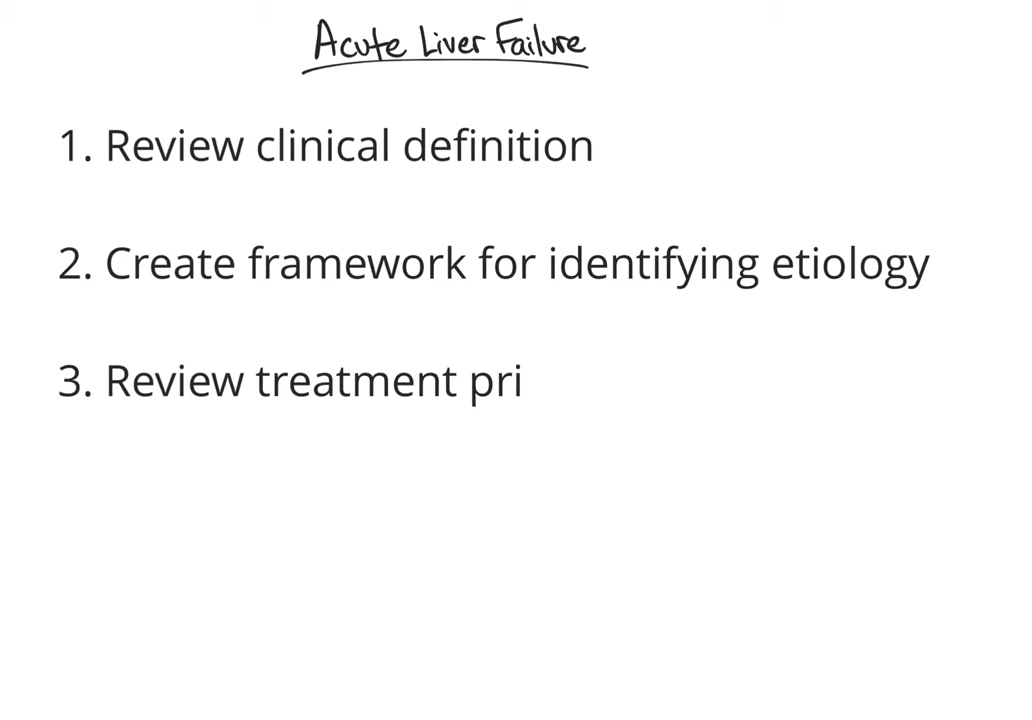 Acute Liver Failure
1. Review clinical definition
2. Create framework for identifying etiology
3. Review treatment pri